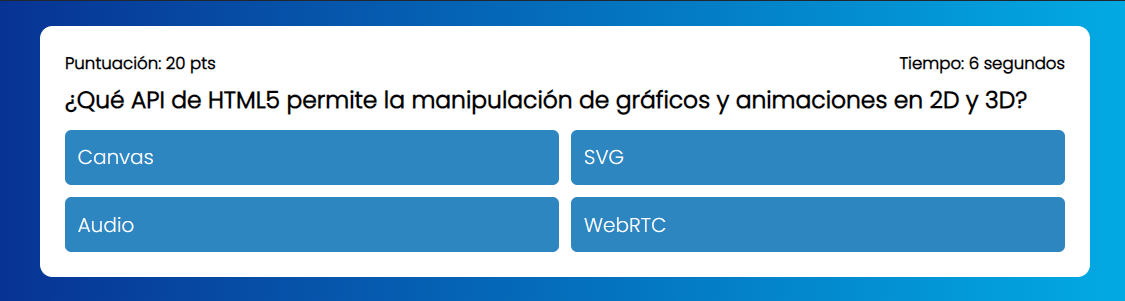 Puntuación: 20 pts
Tiempo: 6 segundos
¿Qué API de HTML5 permite la manipulación de gráficos y animaciones en 2D y 3D?
Canvas
SVG
Audio
WebRTC